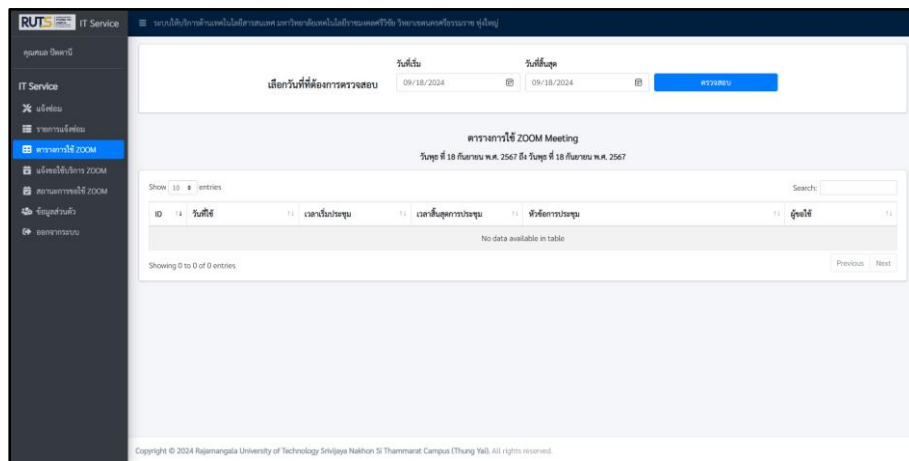 RUTS IT Service
ระบบให้บริการด้านเทคโนโลยีสารสนเทศ มหาวิทยาลัยเทคโนโลยีราชมงคลศรีวิชัย วิทยาเขตนครศรีธรรมราช ทุ่งใหญ่
IT Service
แจ้งซ่อม
รายการแจ้งซ่อม
ตารางการใช้ ZOOM
แจ้งขอใช้บริการ ZOOM
สถานะการขอใช้ ZOOM
ข้อมูลส่วนตัว
ออกจากระบบ
วันที่เริ่ม วันที่สิ้นสุด
เลือกวันที่ที่ต้องการตรวจสอบ 09/18/2024 09/18/2024 ตรวจสอบ
ตารางการใช้ ZOOM Meeting
วันพุธ ที่ 18 กันยายน พ.ศ. 2567 ถึง วันพุธ ที่ 18 กันยายน พ.ศ. 2567
Show 10 entries Search:
ID วันที่ใช้ เวลาเริ่มประชุม เวลาสิ้นสุดการประชุม หัวข้อการประชุม ผู้ขอใช้
No data available in table
Showing 0 to 0 of 0 entries Previous Next
Copyright © 2024 Rajamangala University of Technology Srivijaya Nakhon Si Thammarat Campus (Thung Yai). All rights reserved.